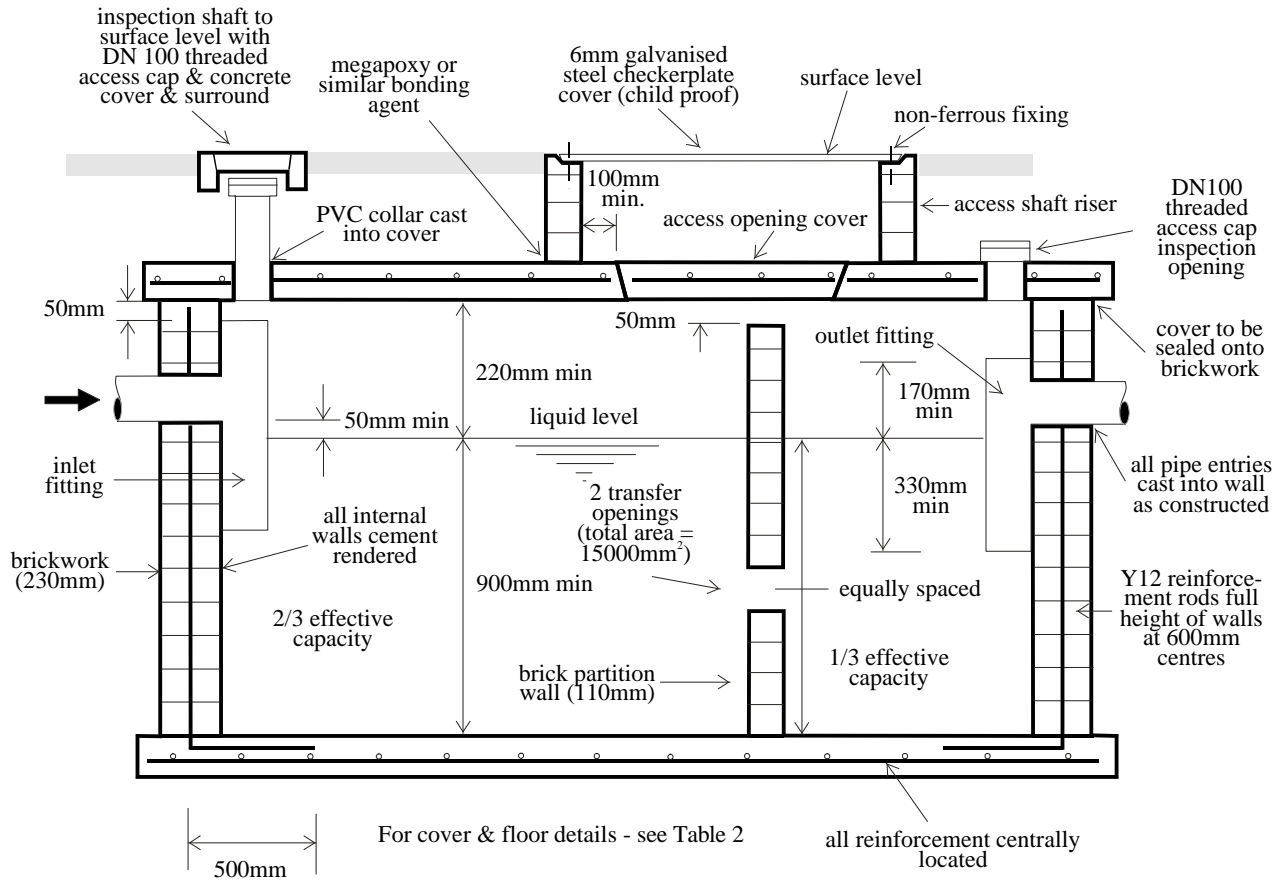 inspection shaft to
surface level with
DN 100 threaded
access cap & concrete
cover & surround
megapoxy or
similar bonding
agent
6mm galvanised
steel checkerplate
cover (child proof)
surface level
non-ferrous fixing
100mm
min.
PVC collar cast
into cover
access opening cover
access shaft riser
DN100
threaded
access cap
inspection
opening
50mm
50mm
220mm min
outlet fitting
cover to be
sealed onto
brickwork
170mm
min
50mm min
liquid level
inlet
fitting
2 transfer
openings
(total area =
15000mm²)
330mm
min
all pipe entries
cast into wall
as constructed
all internal
walls cement
rendered
brickwork
(230mm)
900mm min
equally spaced
Y12 reinforce-
ment rods full
height of walls
at 600mm
centres
2/3 effective
capacity
1/3 effective
capacity
brick partition
wall (110mm)
For cover & floor details - see Table 2
all reinforcement centrally
located
500mm